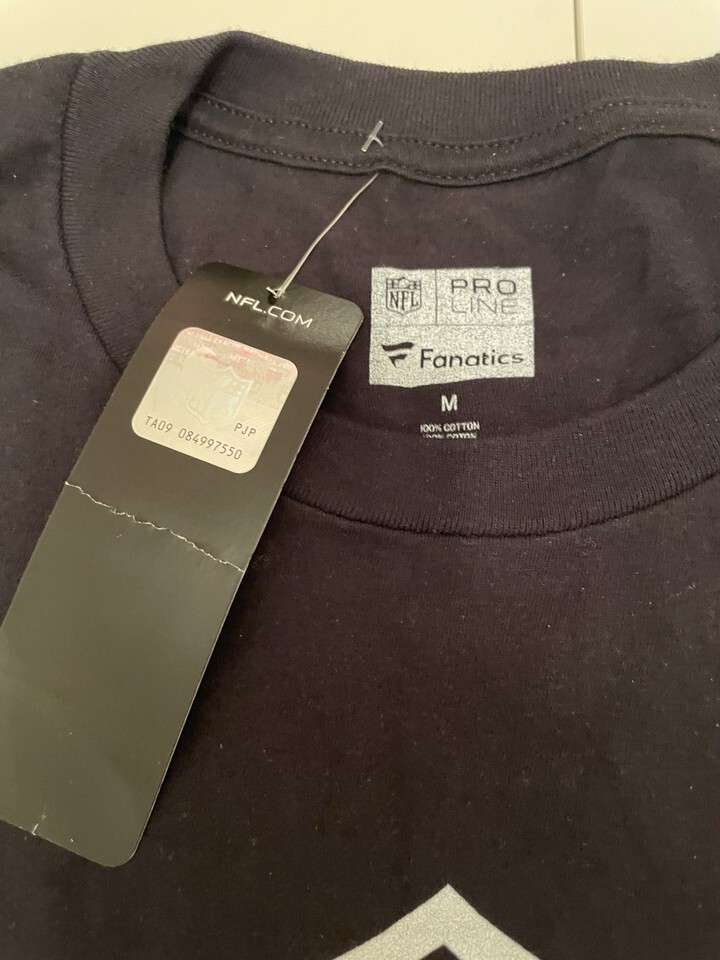 NFL.COM
PJP
TA09 084997550
NFL
PRO
LINE
Fanatics
M
100% COTTON